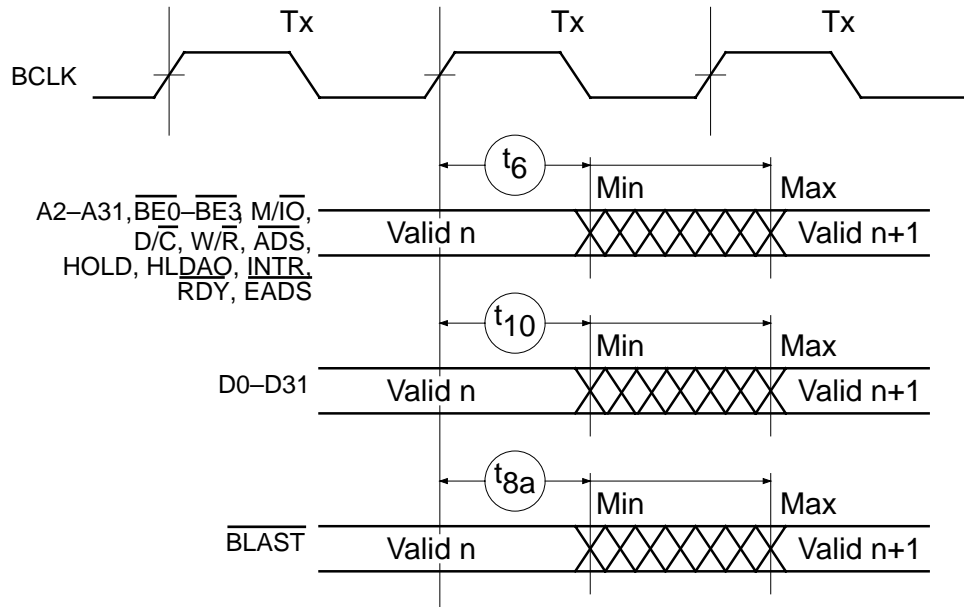 Tx Tx Tx
BCLK
t6
Min Max
A2–A31, BE0–BE3, M/IO,
D/C, W/R, ADS,
HOLD, HLDAO, INTR,
RDY, EADS
Valid n Valid n+1
t10
Min Max
D0–D31 Valid n Valid n+1
t8a
Min Max
BLAST Valid n Valid n+1